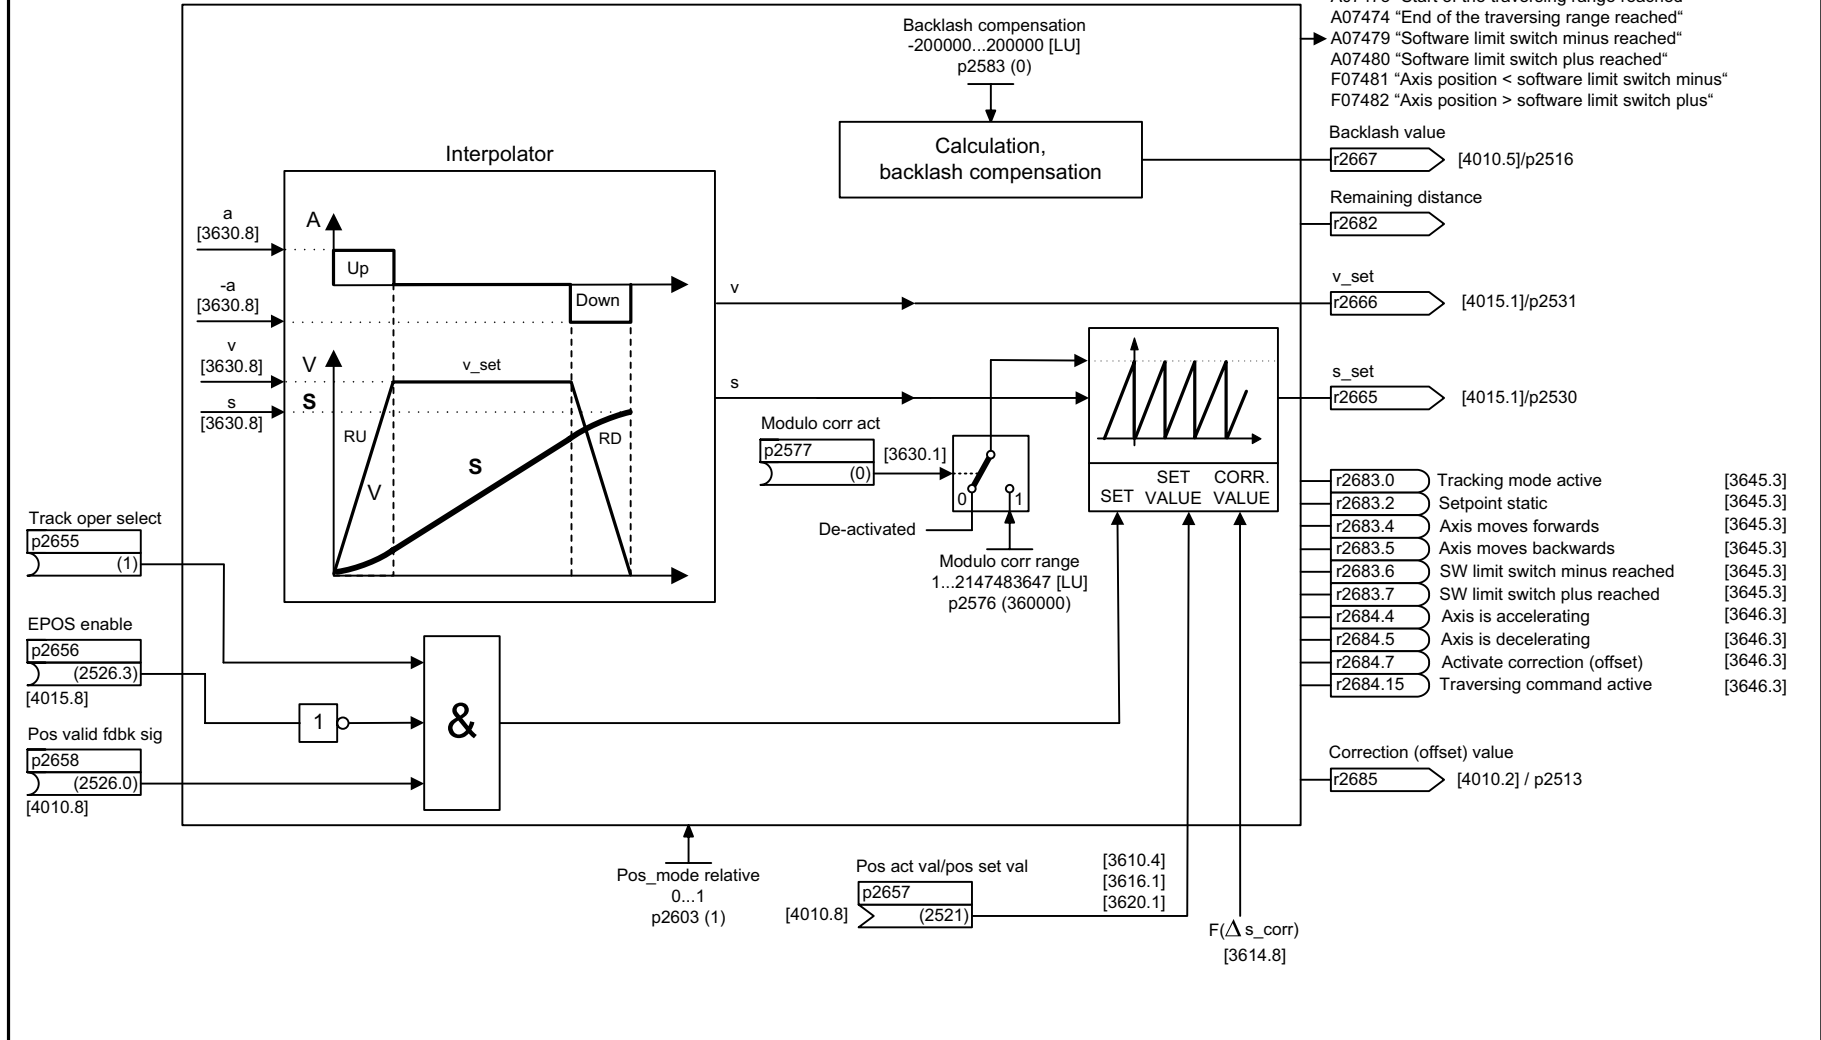 "Start of the traversing range reached"
A07474 “End of the traversing range reached“
A07479 “Software limit switch minus reached“
A07480 “Software limit switch plus reached“
F07481 “Axis position < software limit switch minus“
F07482 “Axis position > software limit switch plus“
Backlash compensation
-200000...200000 [LU]
p2583 (0)
Calculation,
backlash compensation
Backlash value
r2667
[4010.5]/p2516
Remaining distance
r2682
Interpolator
a
[3630.8]
A
Up
-a
[3630.8]
Down
v
[3630.8]
V
v_set
s
[3630.8]
S
RU
S
RD
V
v
v_set
r2666
[4015.1]/p2531
s
s_set
r2665
[4015.1]/p2530
Modulo corr act
p2577
(0)
[3630.1]
0
1
De-activated
Modulo corr range
1...2147483647 [LU]
p2576 (360000)
SET
SET
VALUE
CORR.
VALUE
r2683.0 Tracking mode active [3645.3]
r2683.2 Setpoint static [3645.3]
r2683.4 Axis moves forwards [3645.3]
r2683.5 Axis moves backwards [3645.3]
r2683.6 SW limit switch minus reached [3645.3]
r2683.7 SW limit switch plus reached [3645.3]
r2684.4 Axis is accelerating [3646.3]
r2684.5 Axis is decelerating [3646.3]
r2684.7 Activate correction (offset) [3646.3]
r2684.15 Traversing command active [3646.3]
Track oper select
p2655
(1)
EPOS enable
p2656
(2526.3)
[4015.8]
1
&
Pos valid fdbk sig
p2658
(2526.0)
[4010.8]
Correction (offset) value
r2685
[4010.2] / p2513
Pos_mode relative
0...1
p2603 (1)
Pos act val/pos set val
p2657
[4010.8]
(2521)
[3610.4]
[3616.1]
[3620.1]
F(Δ s_corr)
[3614.8]